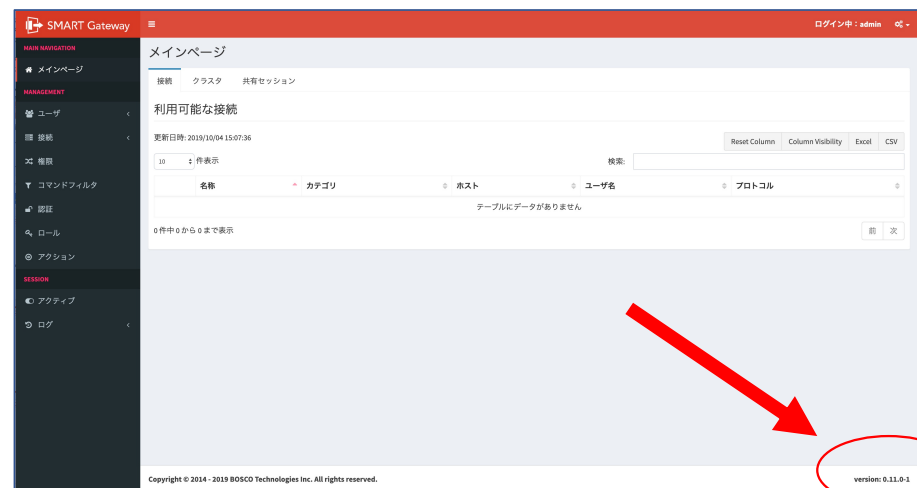 SMART Gateway
ログイン中：admin
MAIN NAVIGATION
メインページ
MANAGEMENT
ユーザ
接続
権限
コマンドフィルタ
認証
ロール
アクション
SESSION
アクティブ
ログ
メインページ
接続 クラスタ 共有セッション
利用可能な接続
更新日時: 2019/10/04 15:07:36
Reset Column Column Visibility Excel CSV
10 件表示 検索:
名称 カテゴリ ホスト ユーザ名 プロトコル
テーブルにデータがありません
0 件中 0 から 0 まで表示 前 次
Copyright © 2014 - 2019 BOSCO Technologies Inc. All rights reserved. version: 0.11.0-1